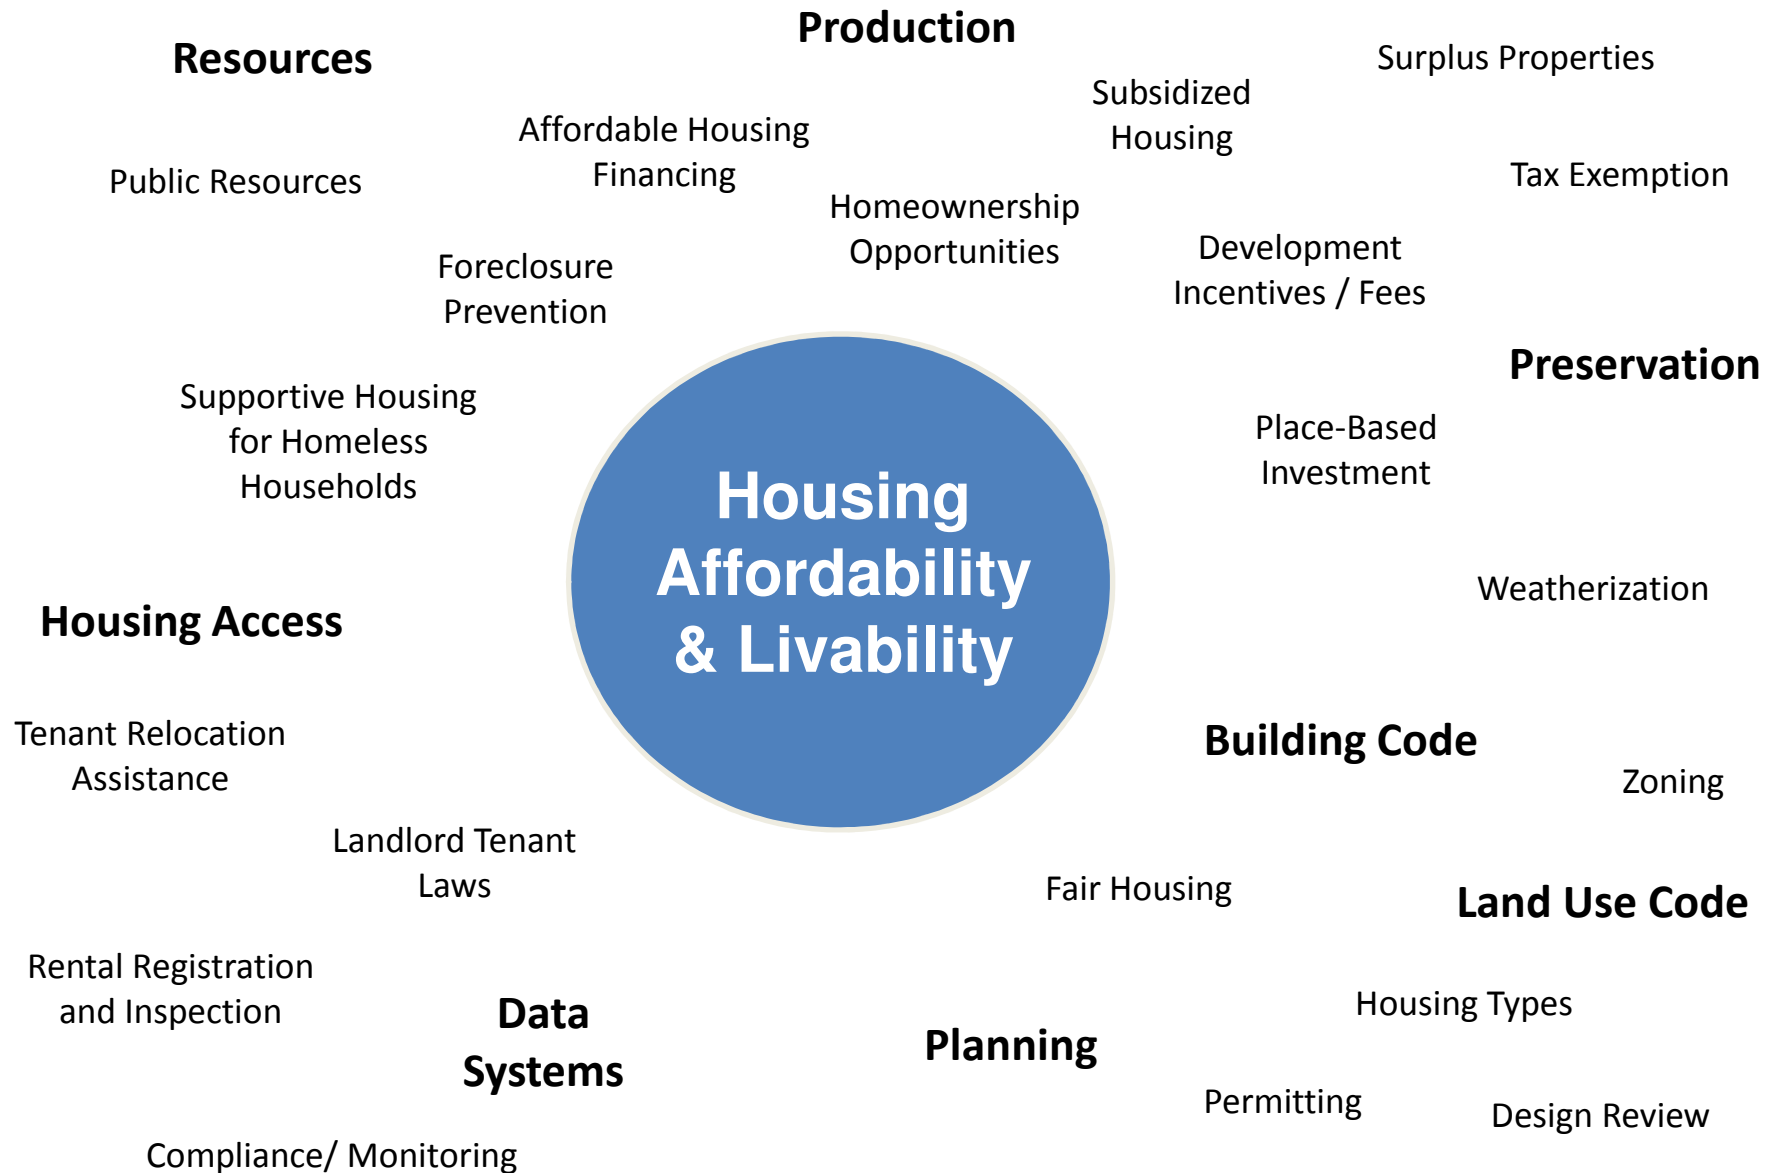 Production
Resources
Surplus Properties
Subsidized
Housing
Affordable Housing
Financing
Public Resources
Tax Exemption
Homeownership
Opportunities
Development
Incentives / Fees
Foreclosure
Prevention
Preservation
Supportive Housing
for Homeless
Households
Place-Based
Investment
Housing
Affordability
& Livability
Weatherization
Housing Access
Tenant Relocation
Assistance
Building Code
Zoning
Landlord Tenant
Laws
Fair Housing
Land Use Code
Rental Registration
and Inspection
Data
Systems
Housing Types
Planning
Permitting
Design Review
Compliance/ Monitoring